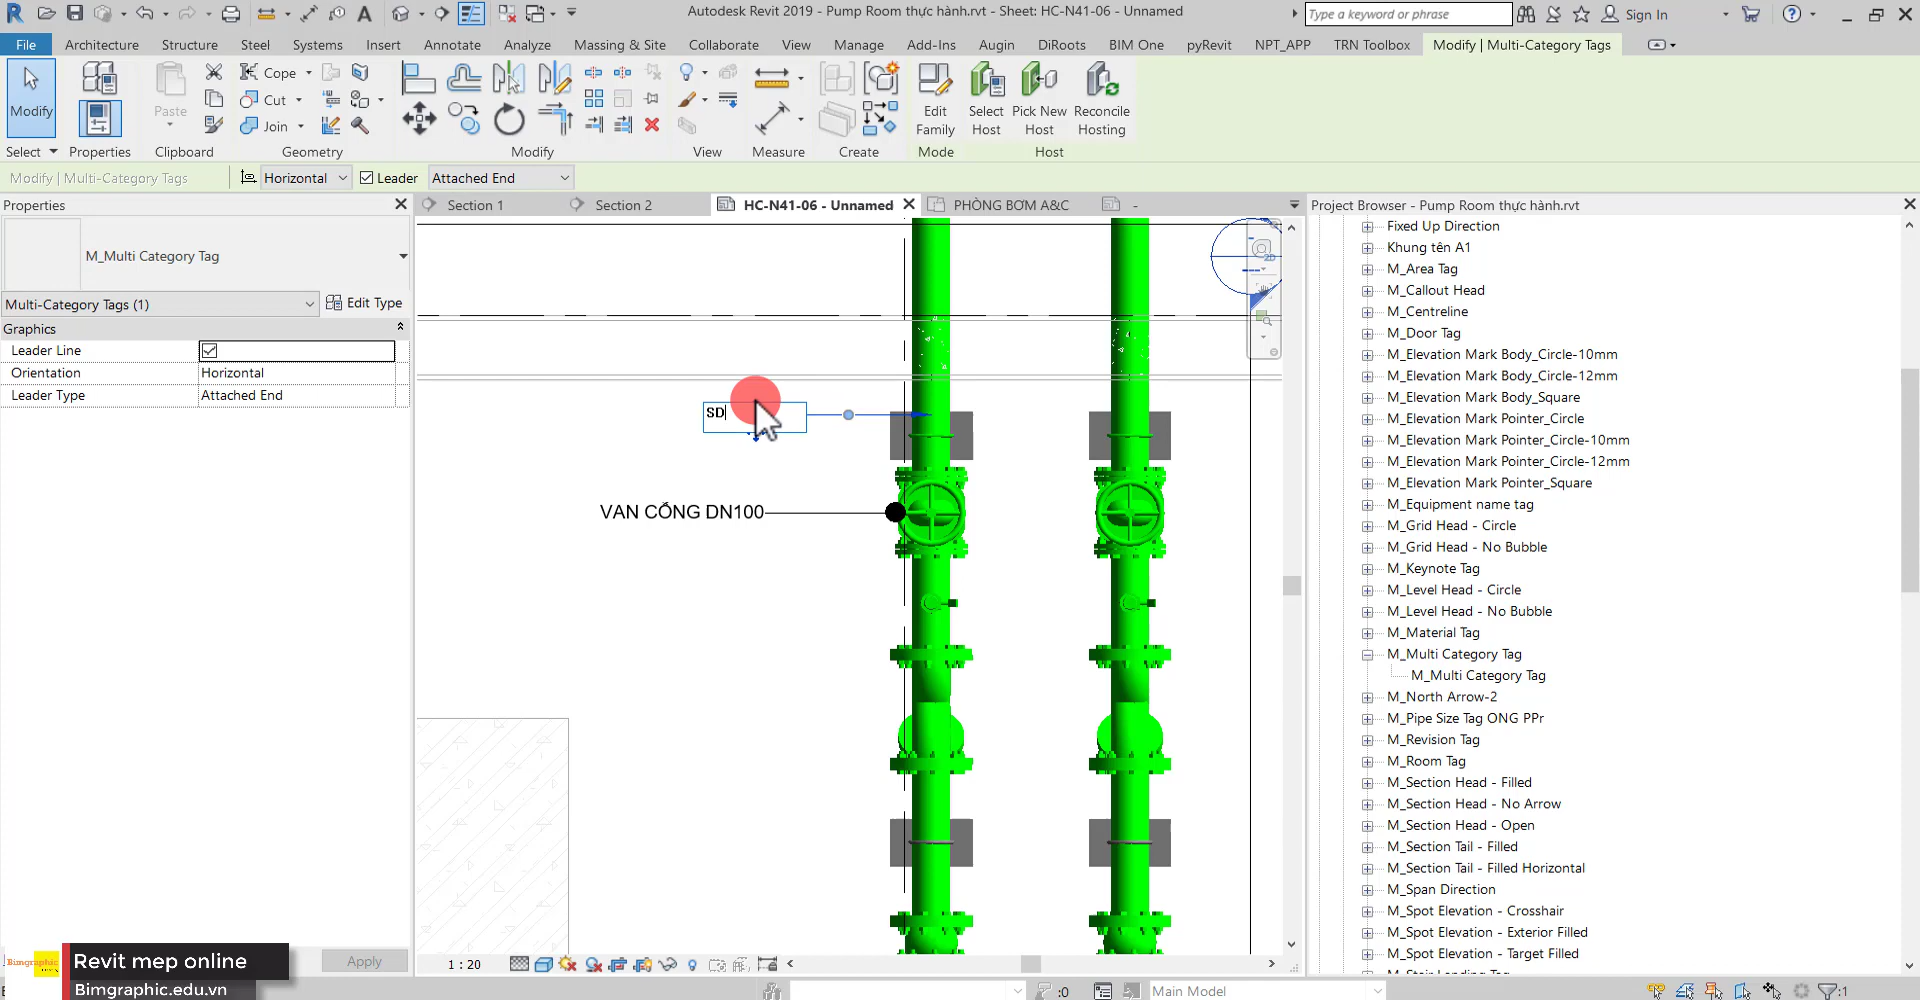 Autodesk Revit 2019 - Pump Room thực hành.rvt - Sheet: HC-N41-06 - Unnamed
Type a keyword or phrase
Sign In
File Architecture Structure Steel Systems Insert Annotate Analyze Massing & Site Collaborate View Manage Add-Ins Augin DiRoots BIM One pyRevit NPT_APP TRN Toolbox Modify | Multi-Category Tags
Modify
Paste
Cope
Cut
Join
Edit Family
Select Host
Pick New Host
Reconcile Hosting
Select Properties Clipboard Geometry Modify View Measure Create Mode Host
Modify | Multi-Category Tags Horizontal Leader Attached End
Properties
M_Multi Category Tag
Multi-Category Tags (1) Edit Type
Graphics
Leader Line
Orientation Horizontal
Leader Type Attached End
Apply
Section 1 Section 2 HC-N41-06 - Unnamed PHÒNG BƠM A&C -
2D
SD
VAN CỔNG DN100
1 : 20
Project Browser - Pump Room thực hành.rvt
Fixed Up Direction
Khung tên A1
M_Area Tag
M_Callout Head
M_Centreline
M_Door Tag
M_Elevation Mark Body_Circle-10mm
M_Elevation Mark Body_Circle-12mm
M_Elevation Mark Body_Square
M_Elevation Mark Pointer_Circle
M_Elevation Mark Pointer_Circle-10mm
M_Elevation Mark Pointer_Circle-12mm
M_Elevation Mark Pointer_Square
M_Equipment name tag
M_Grid Head - Circle
M_Grid Head - No Bubble
M_Keynote Tag
M_Level Head - Circle
M_Level Head - No Bubble
M_Material Tag
M_Multi Category Tag
M_Multi Category Tag
M_North Arrow-2
M_Pipe Size Tag ONG PPr
M_Revision Tag
M_Room Tag
M_Section Head - Filled
M_Section Head - No Arrow
M_Section Head - Open
M_Section Tail - Filled
M_Section Tail - Filled Horizontal
M_Span Direction
M_Spot Elevation - Crosshair
M_Spot Elevation - Exterior Filled
M_Spot Elevation - Target Filled
Bimgraphic
Revit mep online
Bimgraphic.edu.vn
:0
Main Model
:1